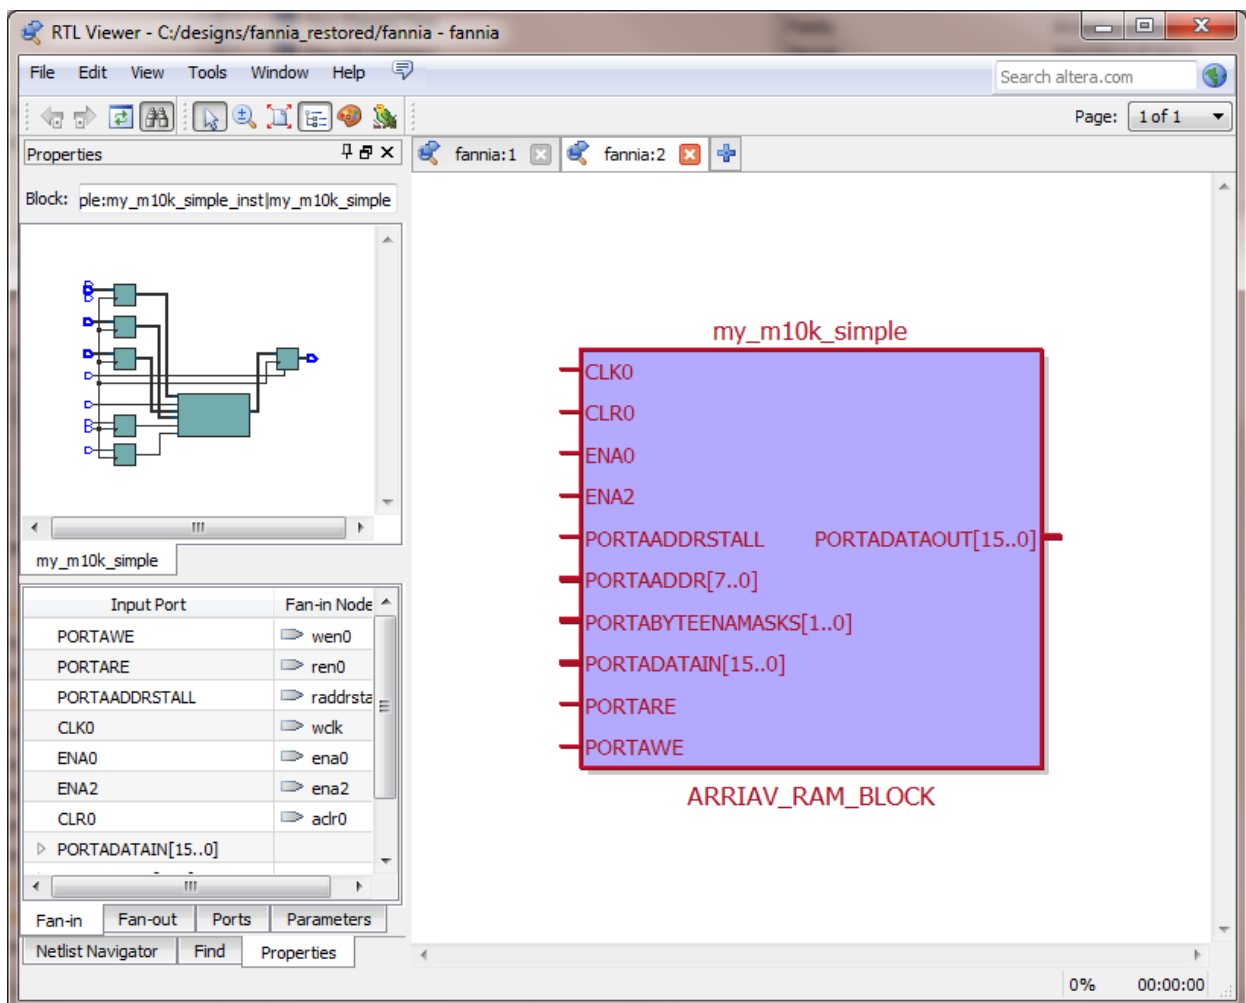 RTL Viewer - C:/designs/fannia_restored/fannia - fannia
File Edit View Tools Window Help
Search altera.com
Page: 1 of 1
Properties
fannia:1 fannia:2
Block: ple:my_m10k_simple_inst|my_m10k_simple
my_m10k_simple
Input Port Fan-in Node
PORTAWE wen0
PORTARE ren0
PORTAADDRSTALL raddrsta
CLK0 wclk
ENA0 ena0
ENA2 ena2
CLR0 aclr0
PORTADATAIN[15..0]
Fan-in Fan-out Ports Parameters
Netlist Navigator Find Properties
my_m10k_simple
CLK0
CLR0
ENA0
ENA2
PORTAADDRSTALL PORTADATAOUT[15..0]
PORTAADDR[7..0]
PORTABYTEENAMASKS[1..0]
PORTADATAIN[15..0]
PORTARE
PORTAWE
ARRIAV_RAM_BLOCK
0% 00:00:00